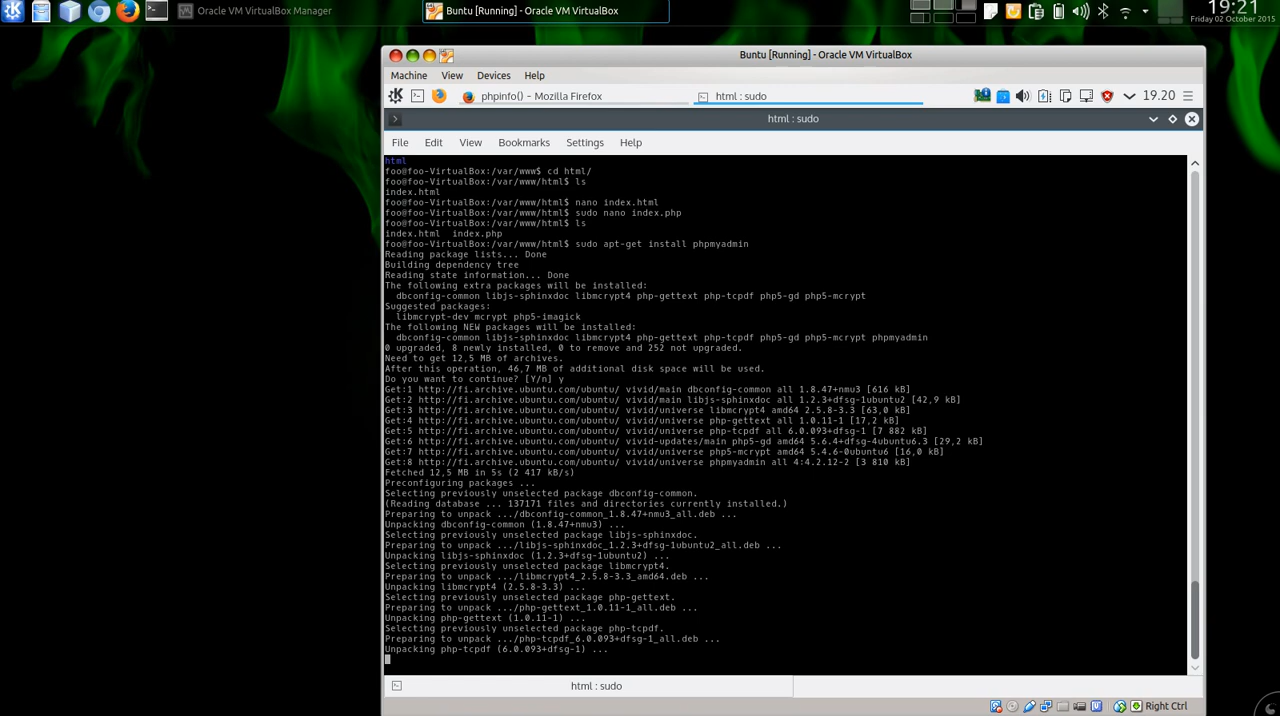 Oracle VM VirtualBox Manager
Buntu [Running] - Oracle VM VirtualBox
19:21
Friday 02 October 2015
Buntu [Running] - Oracle VM VirtualBox
Machine View Devices Help
phpinfo() - Mozilla Firefox
html : sudo
19.20
html : sudo
File Edit View Bookmarks Settings Help
html
foo@foo-VirtualBox:/var/www$ cd html/
foo@foo-VirtualBox:/var/www/html$ ls
index.html
foo@foo-VirtualBox:/var/www/html$ nano index.html
foo@foo-VirtualBox:/var/www/html$ sudo nano index.php
foo@foo-VirtualBox:/var/www/html$ ls
index.html  index.php
foo@foo-VirtualBox:/var/www/html$ sudo apt-get install phpmyadmin
Reading package lists... Done
Building dependency tree
Reading state information... Done
The following extra packages will be installed:
  dbconfig-common libjs-sphinxdoc libmcrypt4 php-gettext php-tcpdf php5-gd php5-mcrypt
Suggested packages:
  libmcrypt-dev mcrypt php5-imagick
The following NEW packages will be installed:
  dbconfig-common libjs-sphinxdoc libmcrypt4 php-gettext php-tcpdf php5-gd php5-mcrypt phpmyadmin
0 upgraded, 8 newly installed, 0 to remove and 252 not upgraded.
Need to get 12,5 MB of archives.
After this operation, 46,7 MB of additional disk space will be used.
Do you want to continue? [Y/n] y
Get:1 http://fi.archive.ubuntu.com/ubuntu/ vivid/main dbconfig-common all 1.8.47+nmu3 [616 kB]
Get:2 http://fi.archive.ubuntu.com/ubuntu/ vivid/main libjs-sphinxdoc all 1.2.3+dfsg-1ubuntu2 [42,9 kB]
Get:3 http://fi.archive.ubuntu.com/ubuntu/ vivid/universe libmcrypt4 amd64 2.5.8-3.3 [63,0 kB]
Get:4 http://fi.archive.ubuntu.com/ubuntu/ vivid/universe php-gettext all 1.0.11-1 [17,2 kB]
Get:5 http://fi.archive.ubuntu.com/ubuntu/ vivid/universe php-tcpdf all 6.0.093+dfsg-1 [7 882 kB]
Get:6 http://fi.archive.ubuntu.com/ubuntu/ vivid-updates/main php5-gd amd64 5.6.4+dfsg-4ubuntu6.3 [29,2 kB]
Get:7 http://fi.archive.ubuntu.com/ubuntu/ vivid/universe php5-mcrypt amd64 5.4.6-0ubuntu6 [16,0 kB]
Get:8 http://fi.archive.ubuntu.com/ubuntu/ vivid/universe phpmyadmin all 4:4.2.12-2 [3 810 kB]
Fetched 12,5 MB in 5s (2 417 kB/s)
Preconfiguring packages ...
Selecting previously unselected package dbconfig-common.
(Reading database ... 137171 files and directories currently installed.)
Preparing to unpack .../dbconfig-common_1.8.47+nmu3_all.deb ...
Unpacking dbconfig-common (1.8.47+nmu3) ...
Selecting previously unselected package libjs-sphinxdoc.
Preparing to unpack .../libjs-sphinxdoc_1.2.3+dfsg-1ubuntu2_all.deb ...
Unpacking libjs-sphinxdoc (1.2.3+dfsg-1ubuntu2) ...
Selecting previously unselected package libmcrypt4.
Preparing to unpack .../libmcrypt4_2.5.8-3.3_amd64.deb ...
Unpacking libmcrypt4 (2.5.8-3.3) ...
Selecting previously unselected package php-gettext.
Preparing to unpack .../php-gettext_1.0.11-1_all.deb ...
Unpacking php-gettext (1.0.11-1) ...
Selecting previously unselected package php-tcpdf.
Preparing to unpack .../php-tcpdf_6.0.093+dfsg-1_all.deb ...
Unpacking php-tcpdf (6.0.093+dfsg-1) ...
html : sudo
Right Ctrl